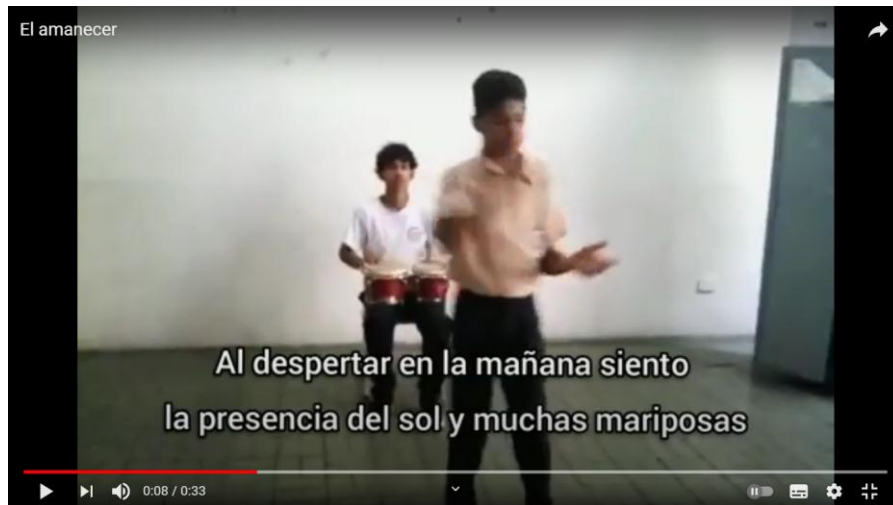 El amanecer
Al despertar en la mañana siento
la presencia del sol y muchas mariposas
0:08 / 0:33